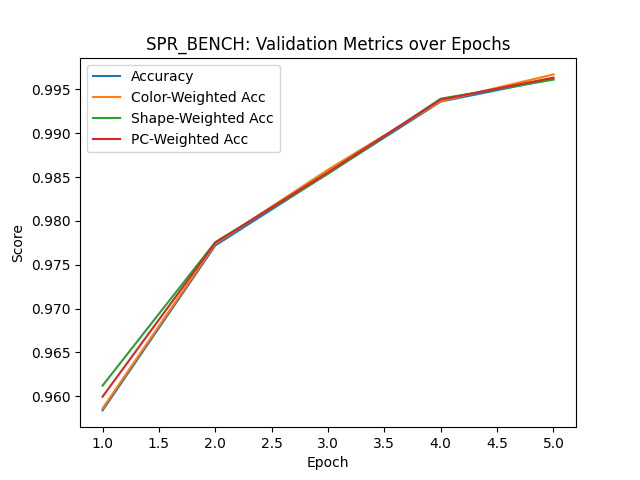 SPR_BENCH: Validation Metrics over Epochs
Accuracy
Color-Weighted Acc
Shape-Weighted Acc
PC-Weighted Acc
0.995
0.990
0.985
0.980
0.975
0.970
0.965
0.960
Score
1.0 1.5 2.0 2.5 3.0 3.5 4.0 4.5 5.0
Epoch